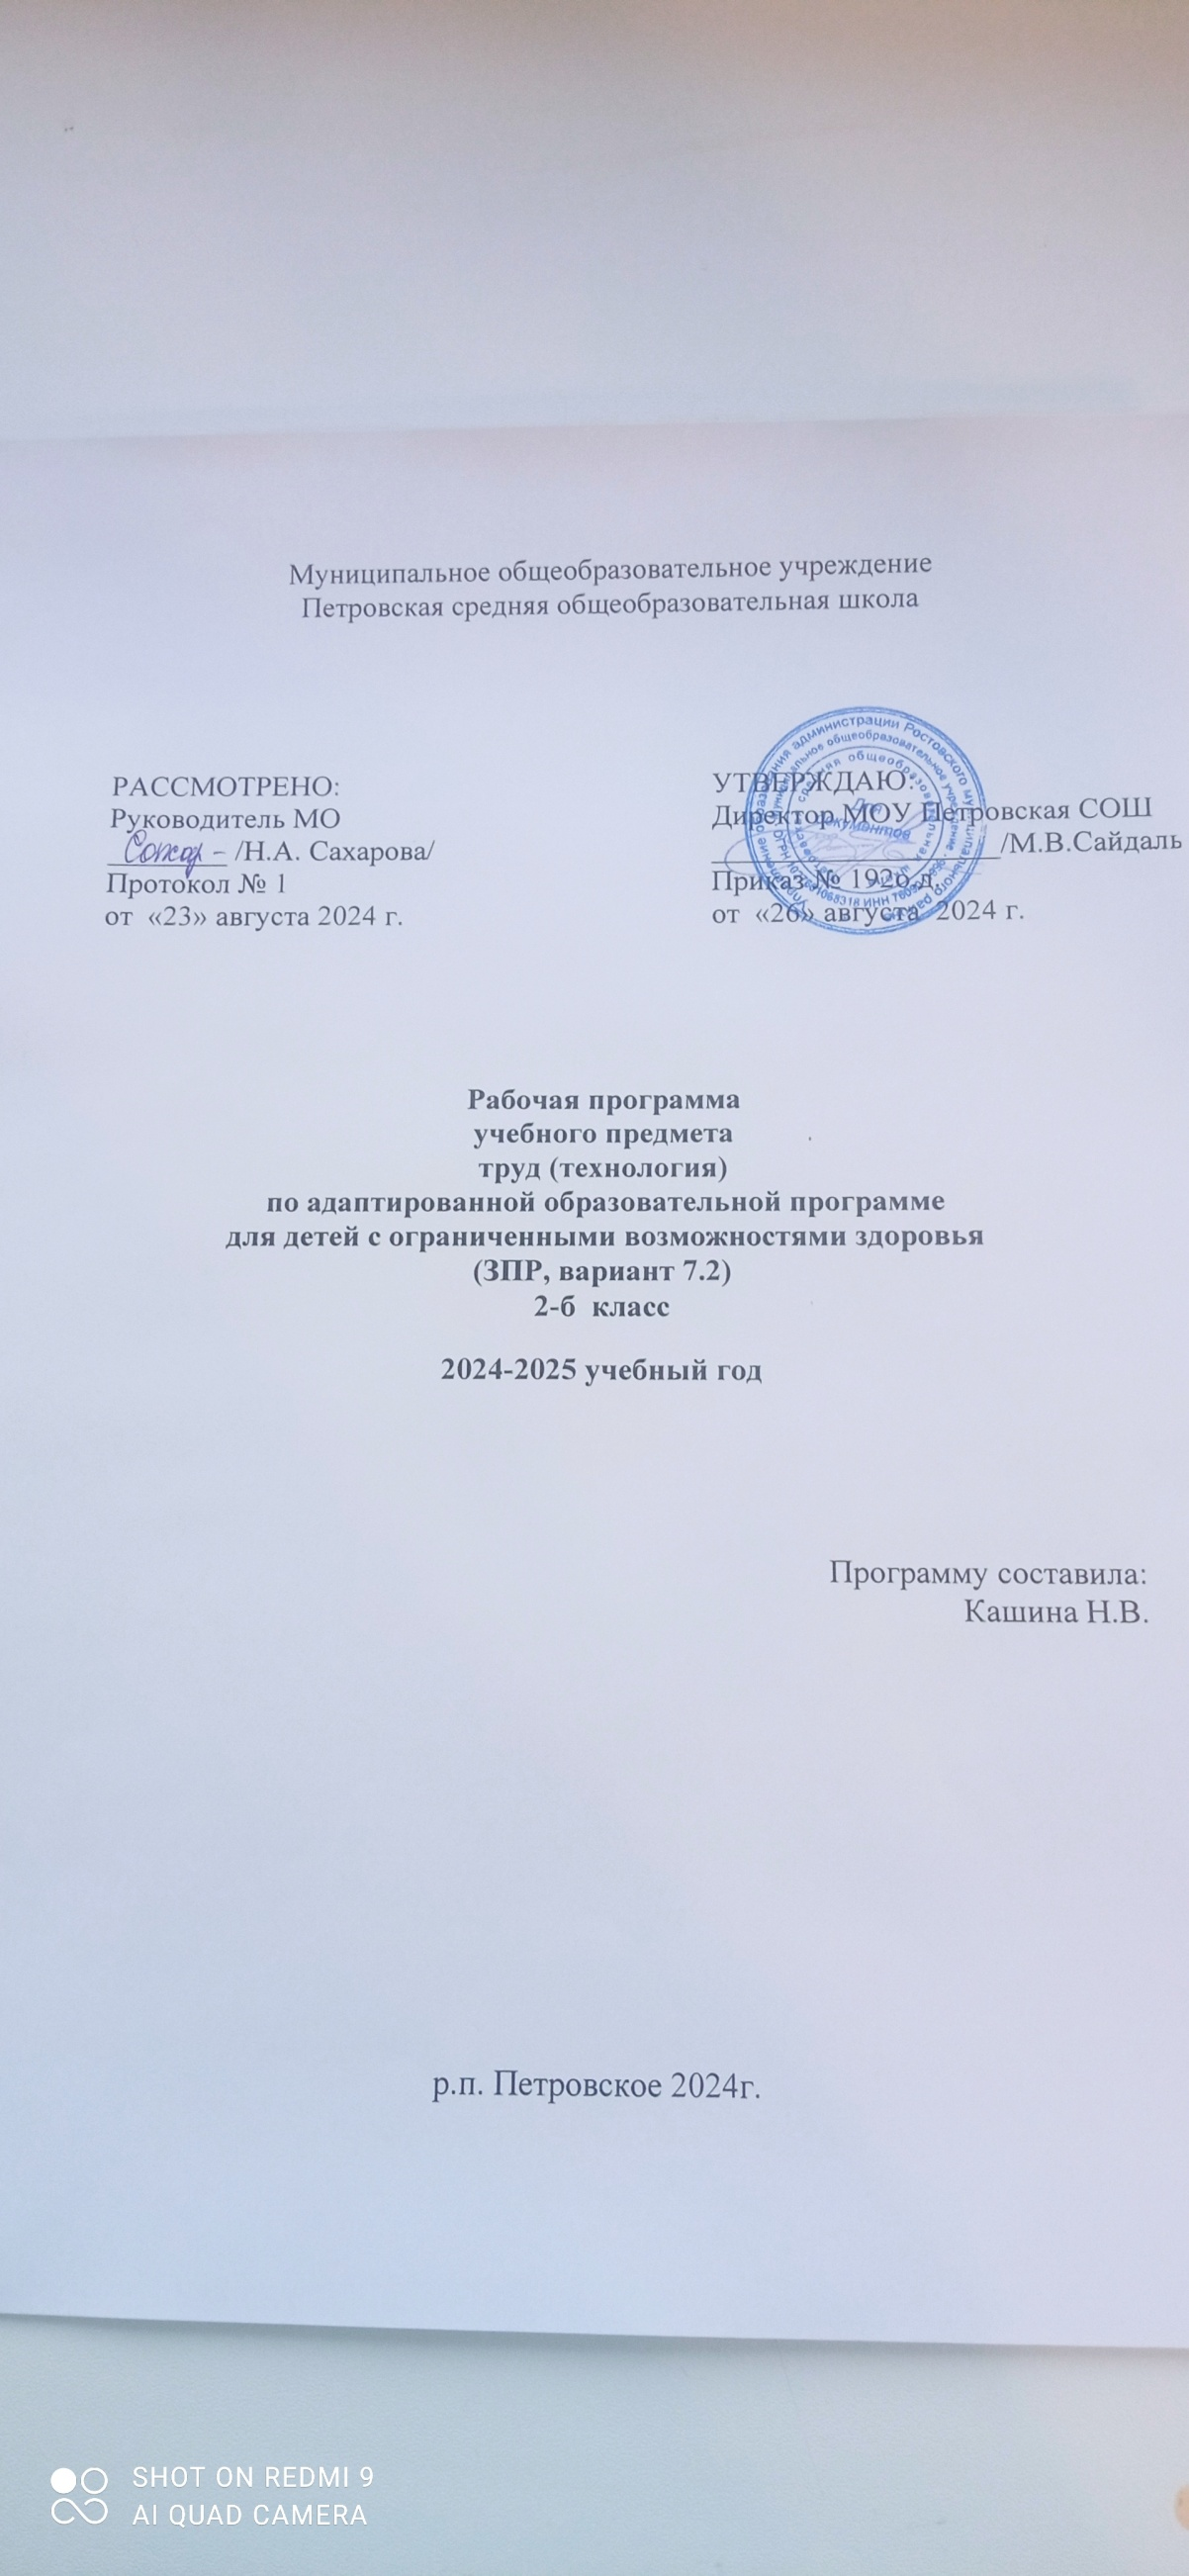 Муниципальное общеобразовательное учреждение
Петровская средняя общеобразовательная школа
РАССМОТРЕНО:
Руководитель МО
/Н.А. Сахарова/
Протокол № 1
от «23» августа 2024 г.
УТВЕРЖДАЮ:
Директор МОУ Петровская СОШ
/М.В.Сайдаль
Приказ № 192о.д.
от «26» августа 2024 г.
Для
документов
Рабочая программа
учебного предмета
труд (технология)
по адаптированной образовательной программе
для детей с ограниченными возможностями здоровья
(ЗПР, вариант 7.2)
2-б класс
2024-2025 учебный год
Программу составила:
Кашина Н.В.
р.п. Петровское 2024г.
SHOT ON REDMI 9
AI QUAD CAMERA